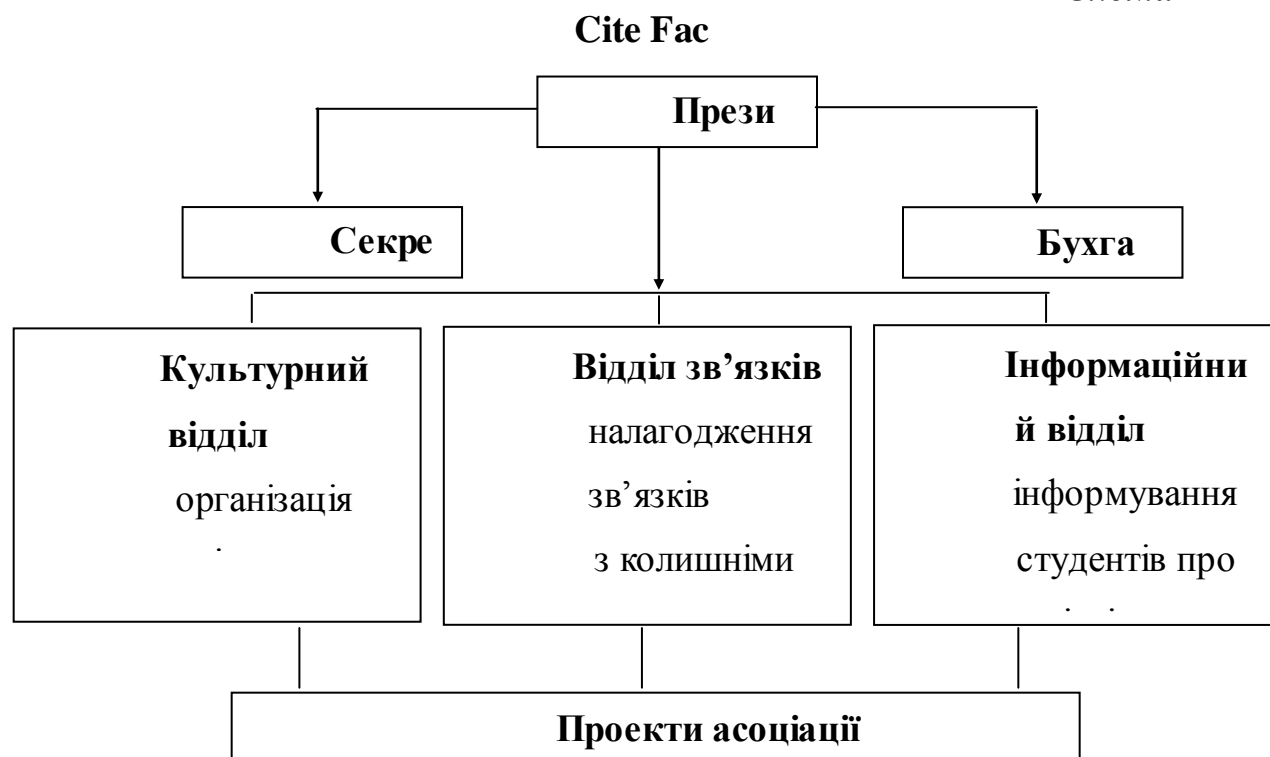 Cite Fac
Прези
Секре
Бухга
Культурний
відділ
організація
Відділ зв’язків
налагодження
зв’язків
з колишніми
Інформаційни
й відділ
інформування
студентів про
Проекти асоціації